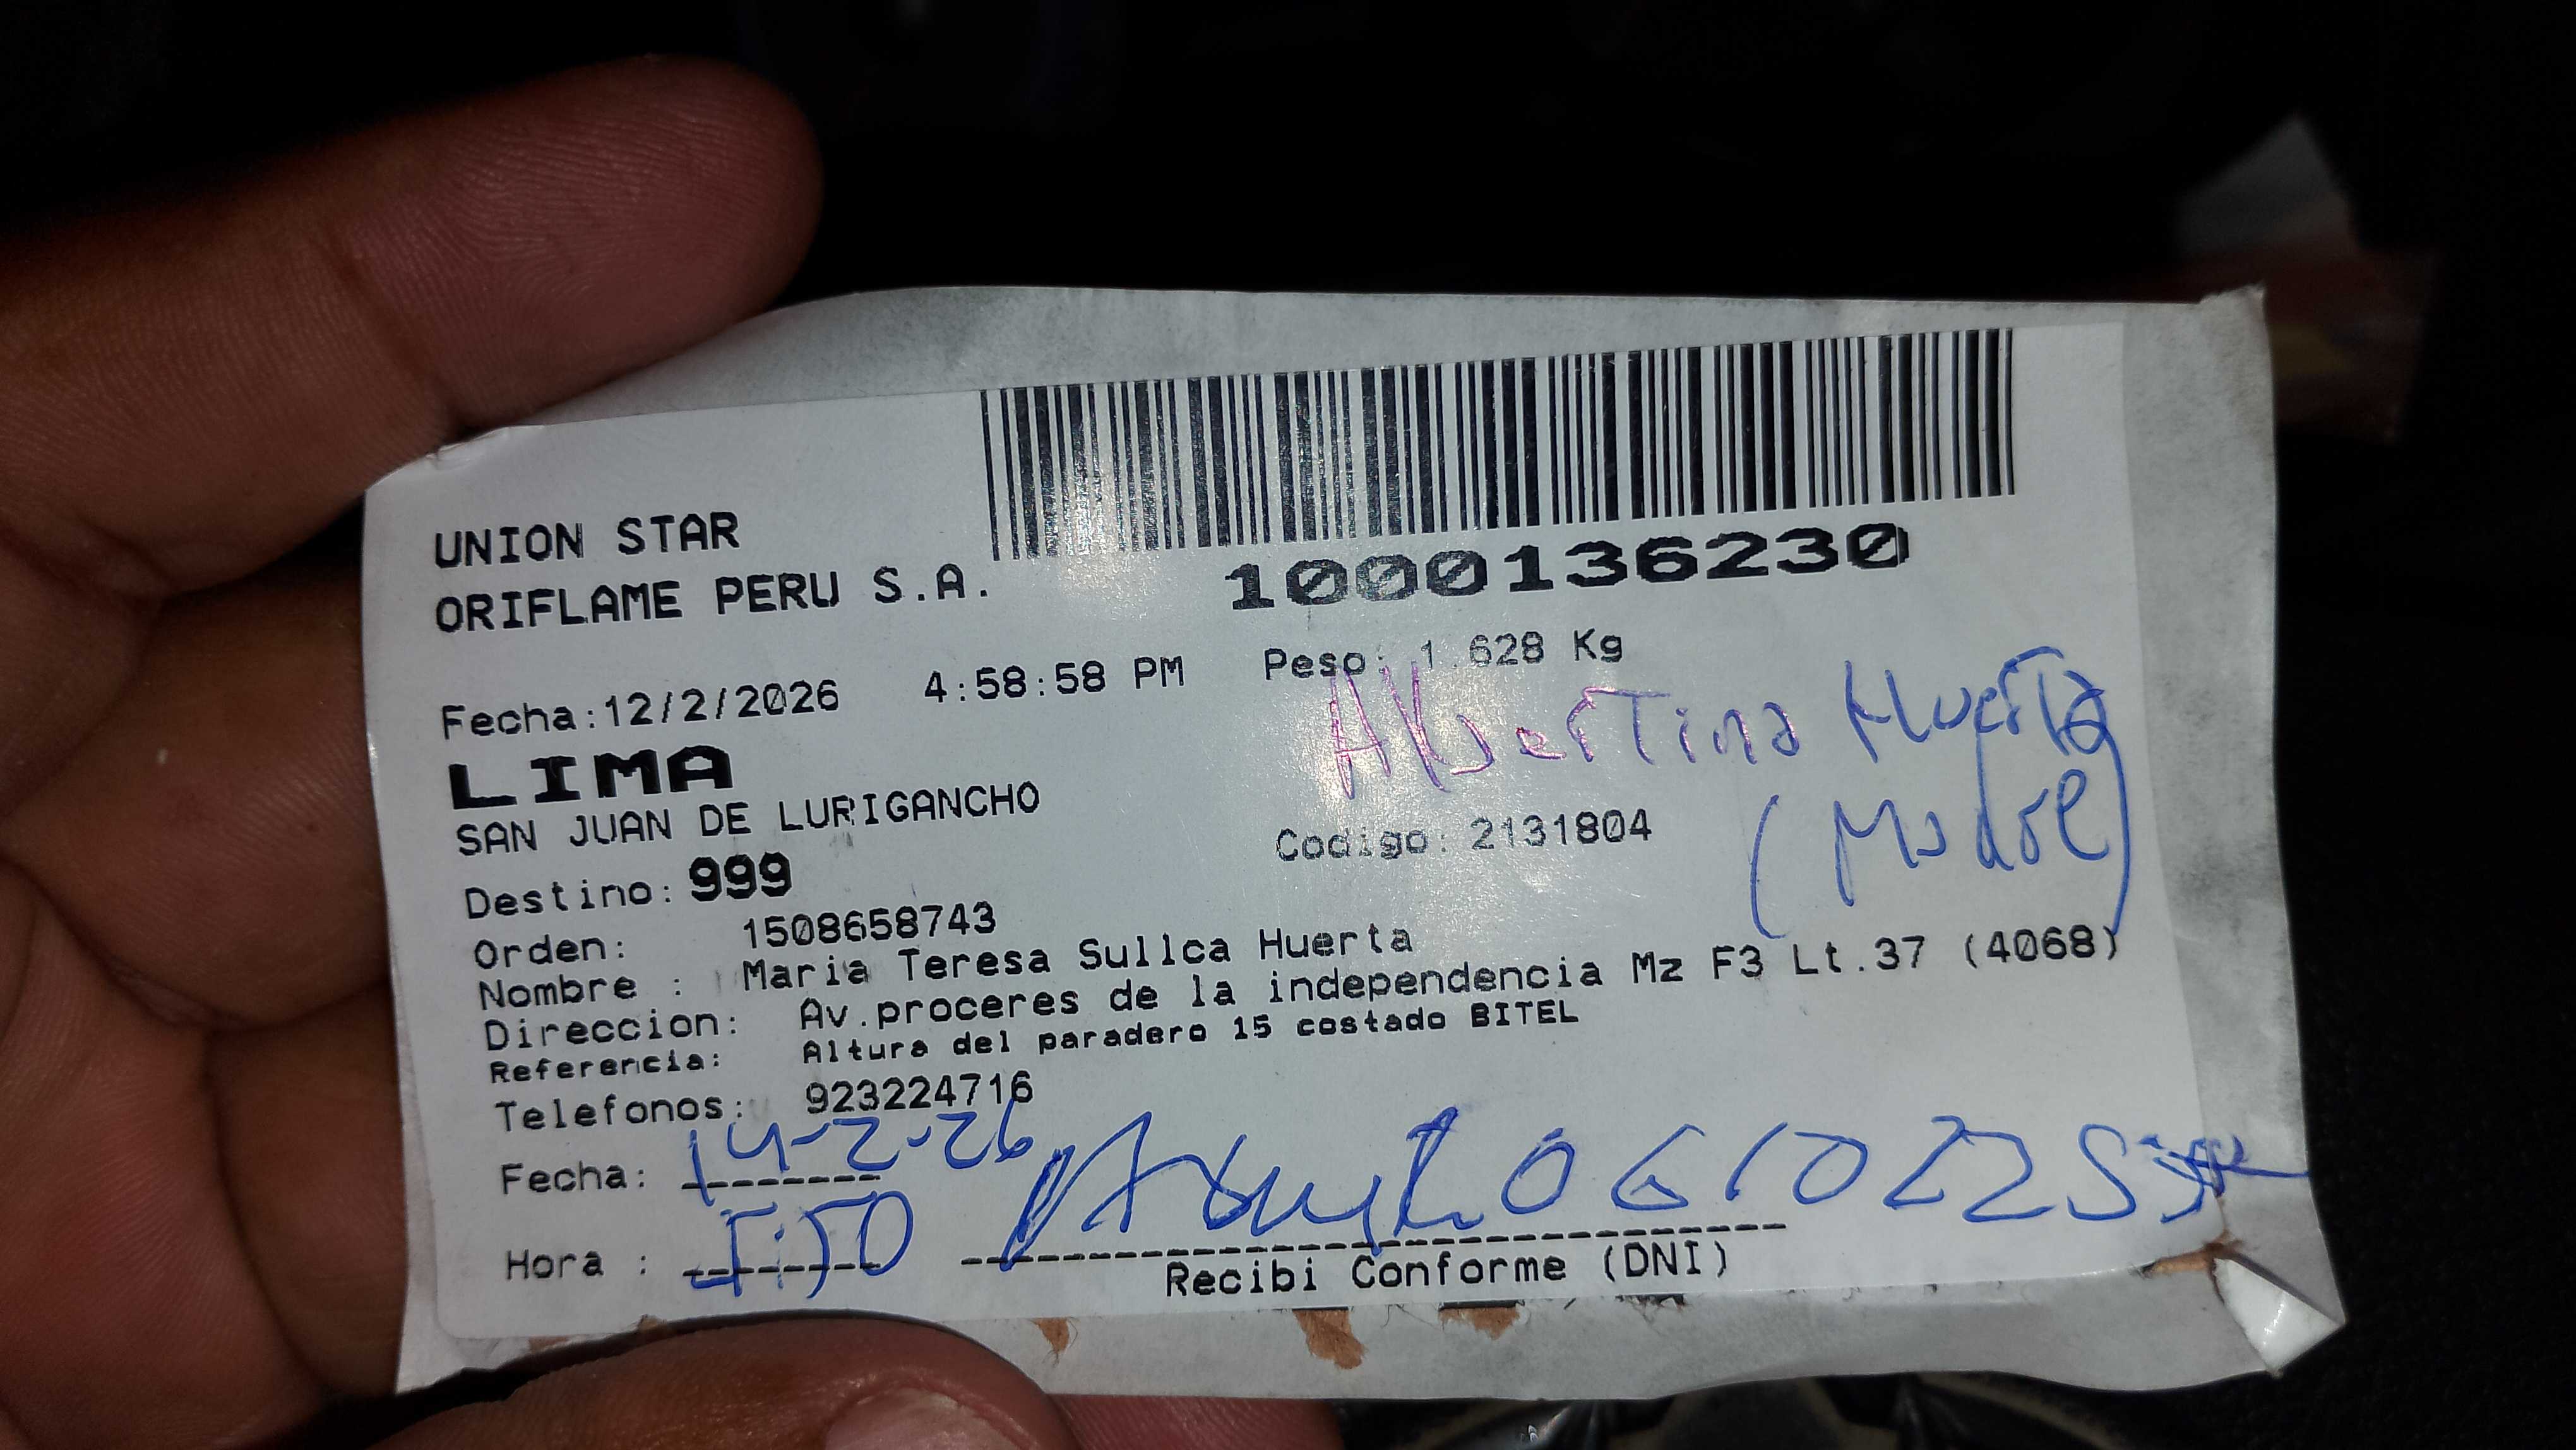 UNION STAR
ORIFLAME PERU S.A.
1000136230
Fecha:12/2/2026 4:58:58 PM Peso: 1.628 Kg
Albertina Huerta
(Madre)
LIMA
SAN JUAN DE LURIGANCHO
Codigo: 2131804
Destino: 999
Orden: 1508658743
Nombre : Maria Teresa Sullca Huerta
Direccion: Av.proceres de la independencia Mz F3 Lt.37 (4068)
Referencia: Altura del paradero 15 costado BITEL
Telefonos: 923224716
Fecha: 14-2-26
Hora : 5:50
Recibi Conforme (DNI)